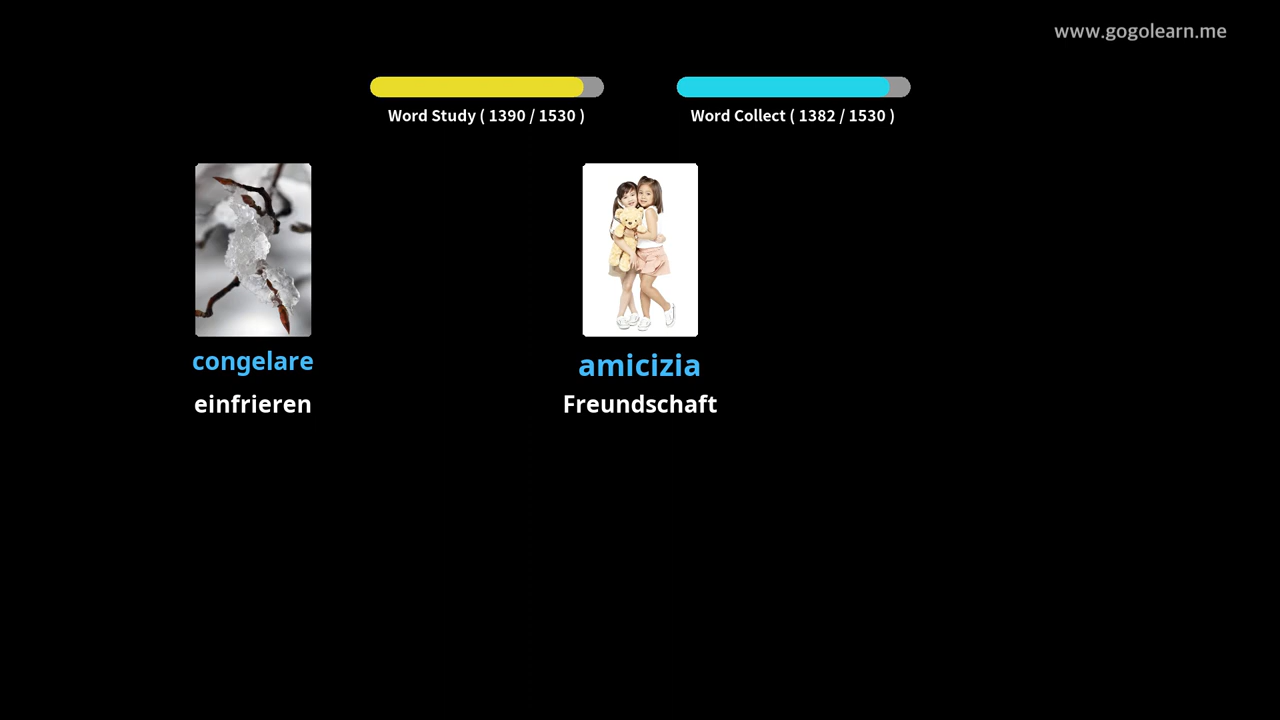 www.gogolearn.me
Word Study ( 1390 / 1530 )
Word Collect ( 1382 / 1530 )
congelare
einfrieren
amicizia
Freundschaft